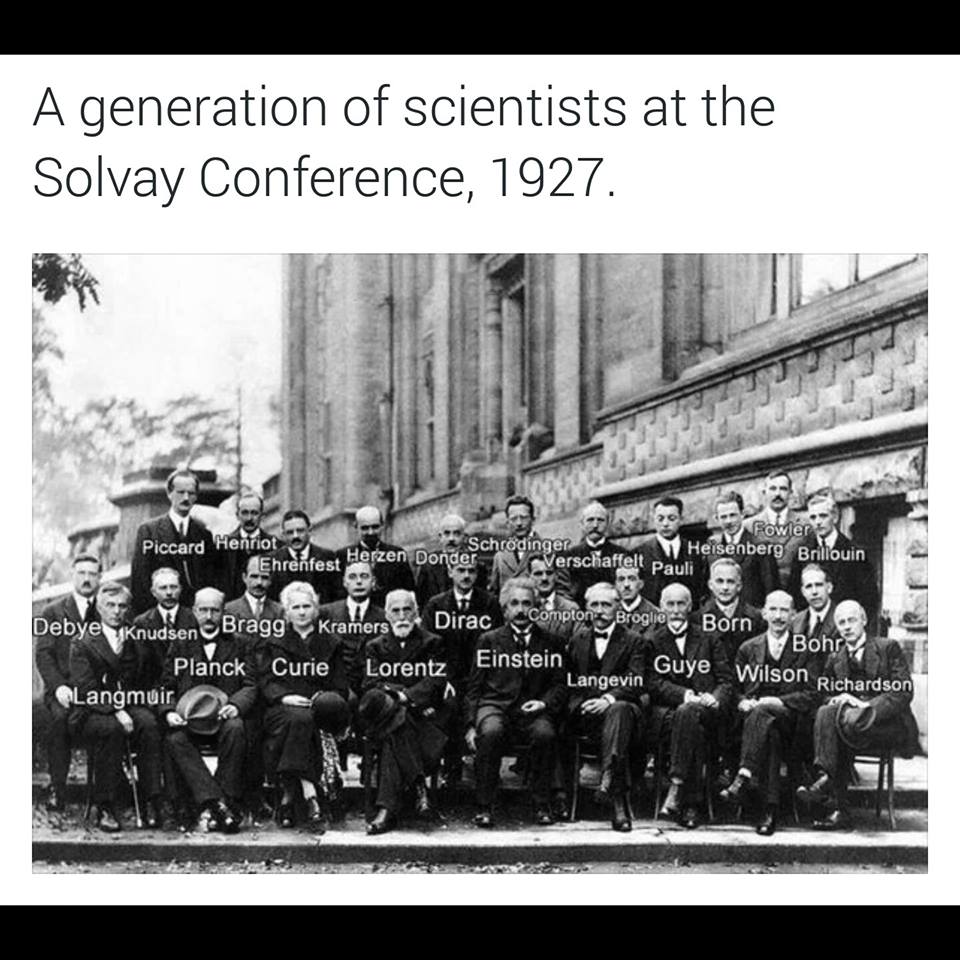 A generation of scientists at the
Solvay Conference, 1927.
Fowler
Piccard Henriot Schrödinger Heisenberg Brillouin
Ehrenfest Herzen Donder Verschaffelt Pauli
Debye Knudsen Bragg Kramers Dirac Compton Broglie Born
Bohr
Planck Curie Lorentz Einstein Guye Wilson
Langmuir Langevin Richardson